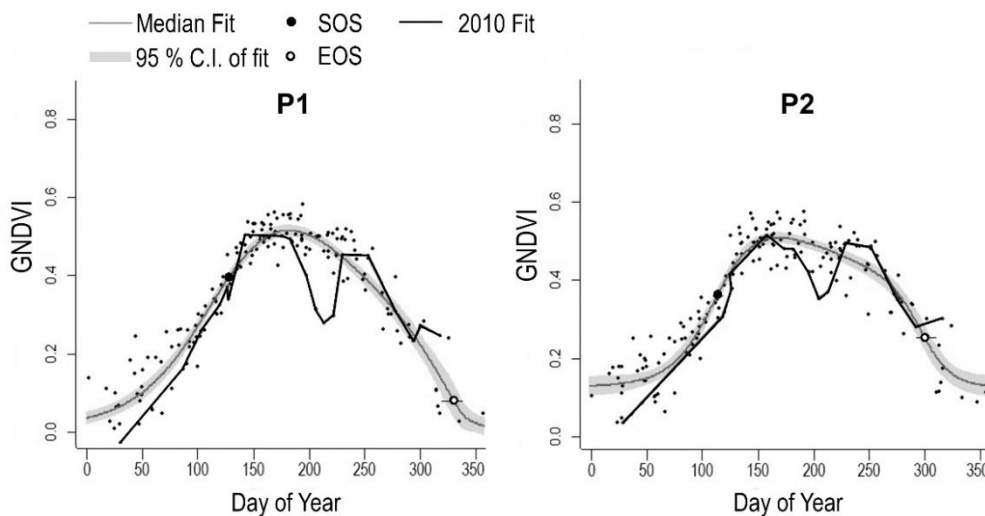 Median Fit SOS 2010 Fit
95 % C.I. of fit EOS
P1
GNDVI
0.8
0.6
0.4
0.2
0.0
0 50 100 150 200 250 300 350
Day of Year
P2
GNDVI
0.8
0.6
0.4
0.2
0.0
0 50 100 150 200 250 300 350
Day of Year